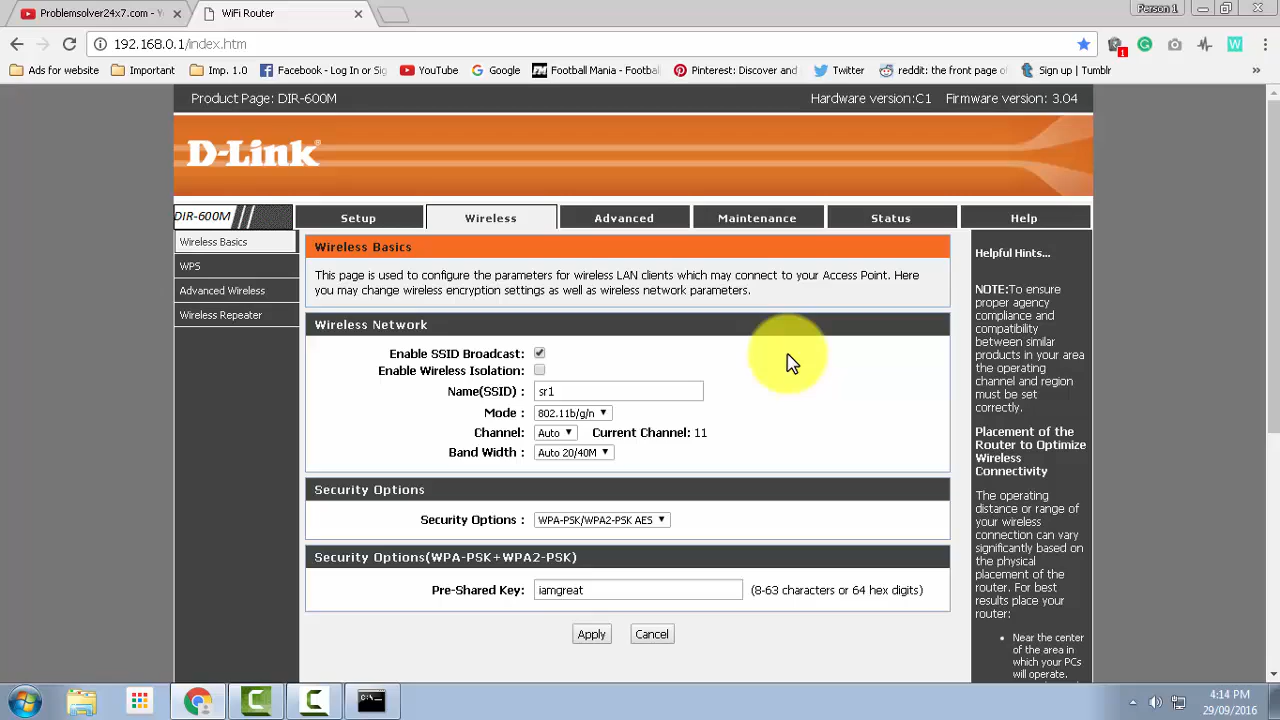 Problemsolver24x7.com - Y
WiFi Router
Person 1
192.168.0.1/index.htm
1
W
Ads for website
Important
Imp. 1.0
Facebook - Log In or Sig
YouTube
Google
FM
Football Mania - Footba
Pinterest: Discover and
Twitter
reddit: the front page o
Sign up | Tumblr
»
Product Page: DIR-600M
Hardware version:C1
Firmware version: 3.04
D-Link
DIR-600M
Setup
Wireless
Advanced
Maintenance
Status
Help
Wireless Basics
WPS
Advanced Wireless
Wireless Repeater
Wireless Basics
This page is used to configure the parameters for wireless LAN clients which may connect to your Access Point. Here
you may change wireless encryption settings as well as wireless network parameters.
Wireless Network
Enable SSID Broadcast:
Enable Wireless Isolation:
Name(SSID) : sr1
Mode : 802.11b/g/n
Channel: Auto Current Channel: 11
Band Width : Auto 20/40M
Security Options
Security Options : WPA-PSK/WPA2-PSK AES
Security Options(WPA-PSK+WPA2-PSK)
Pre-Shared Key: iamgreat (8-63 characters or 64 hex digits)
Apply
Cancel
Helpful Hints...
NOTE:To ensure
proper agency
compliance and
compatibility
between similar
products in your area
the operating
channel and region
must be set
correctly.
Placement of the
Router to Optimize
Wireless
Connectivity
The operating
distance or range of
your wireless
connection can vary
significantly based on
the physical
placement of the
router. For best
results place your
router:
Near the center
of the area in
which your PCs
will operate.
C:\_
4:14 PM
29/09/2016